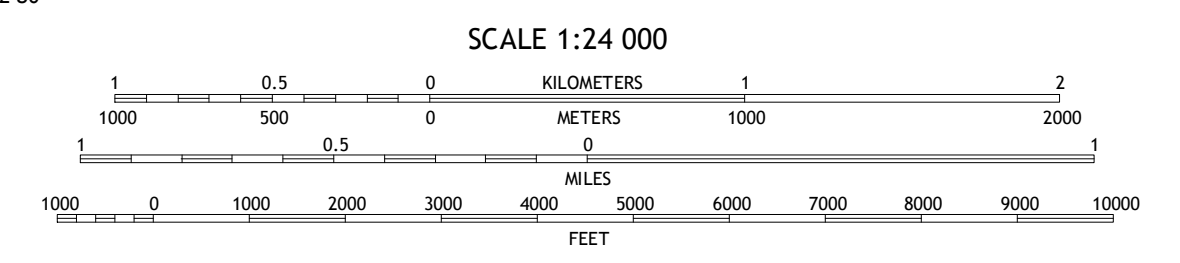 SCALE 1:24 000
1 0.5 0 KILOMETERS 1 2
1000 500 0 METERS 1000 2000
1 0.5 0 1
MILES
1000 0 1000 2000 3000 4000 5000 6000 7000 8000 9000 10000
FEET